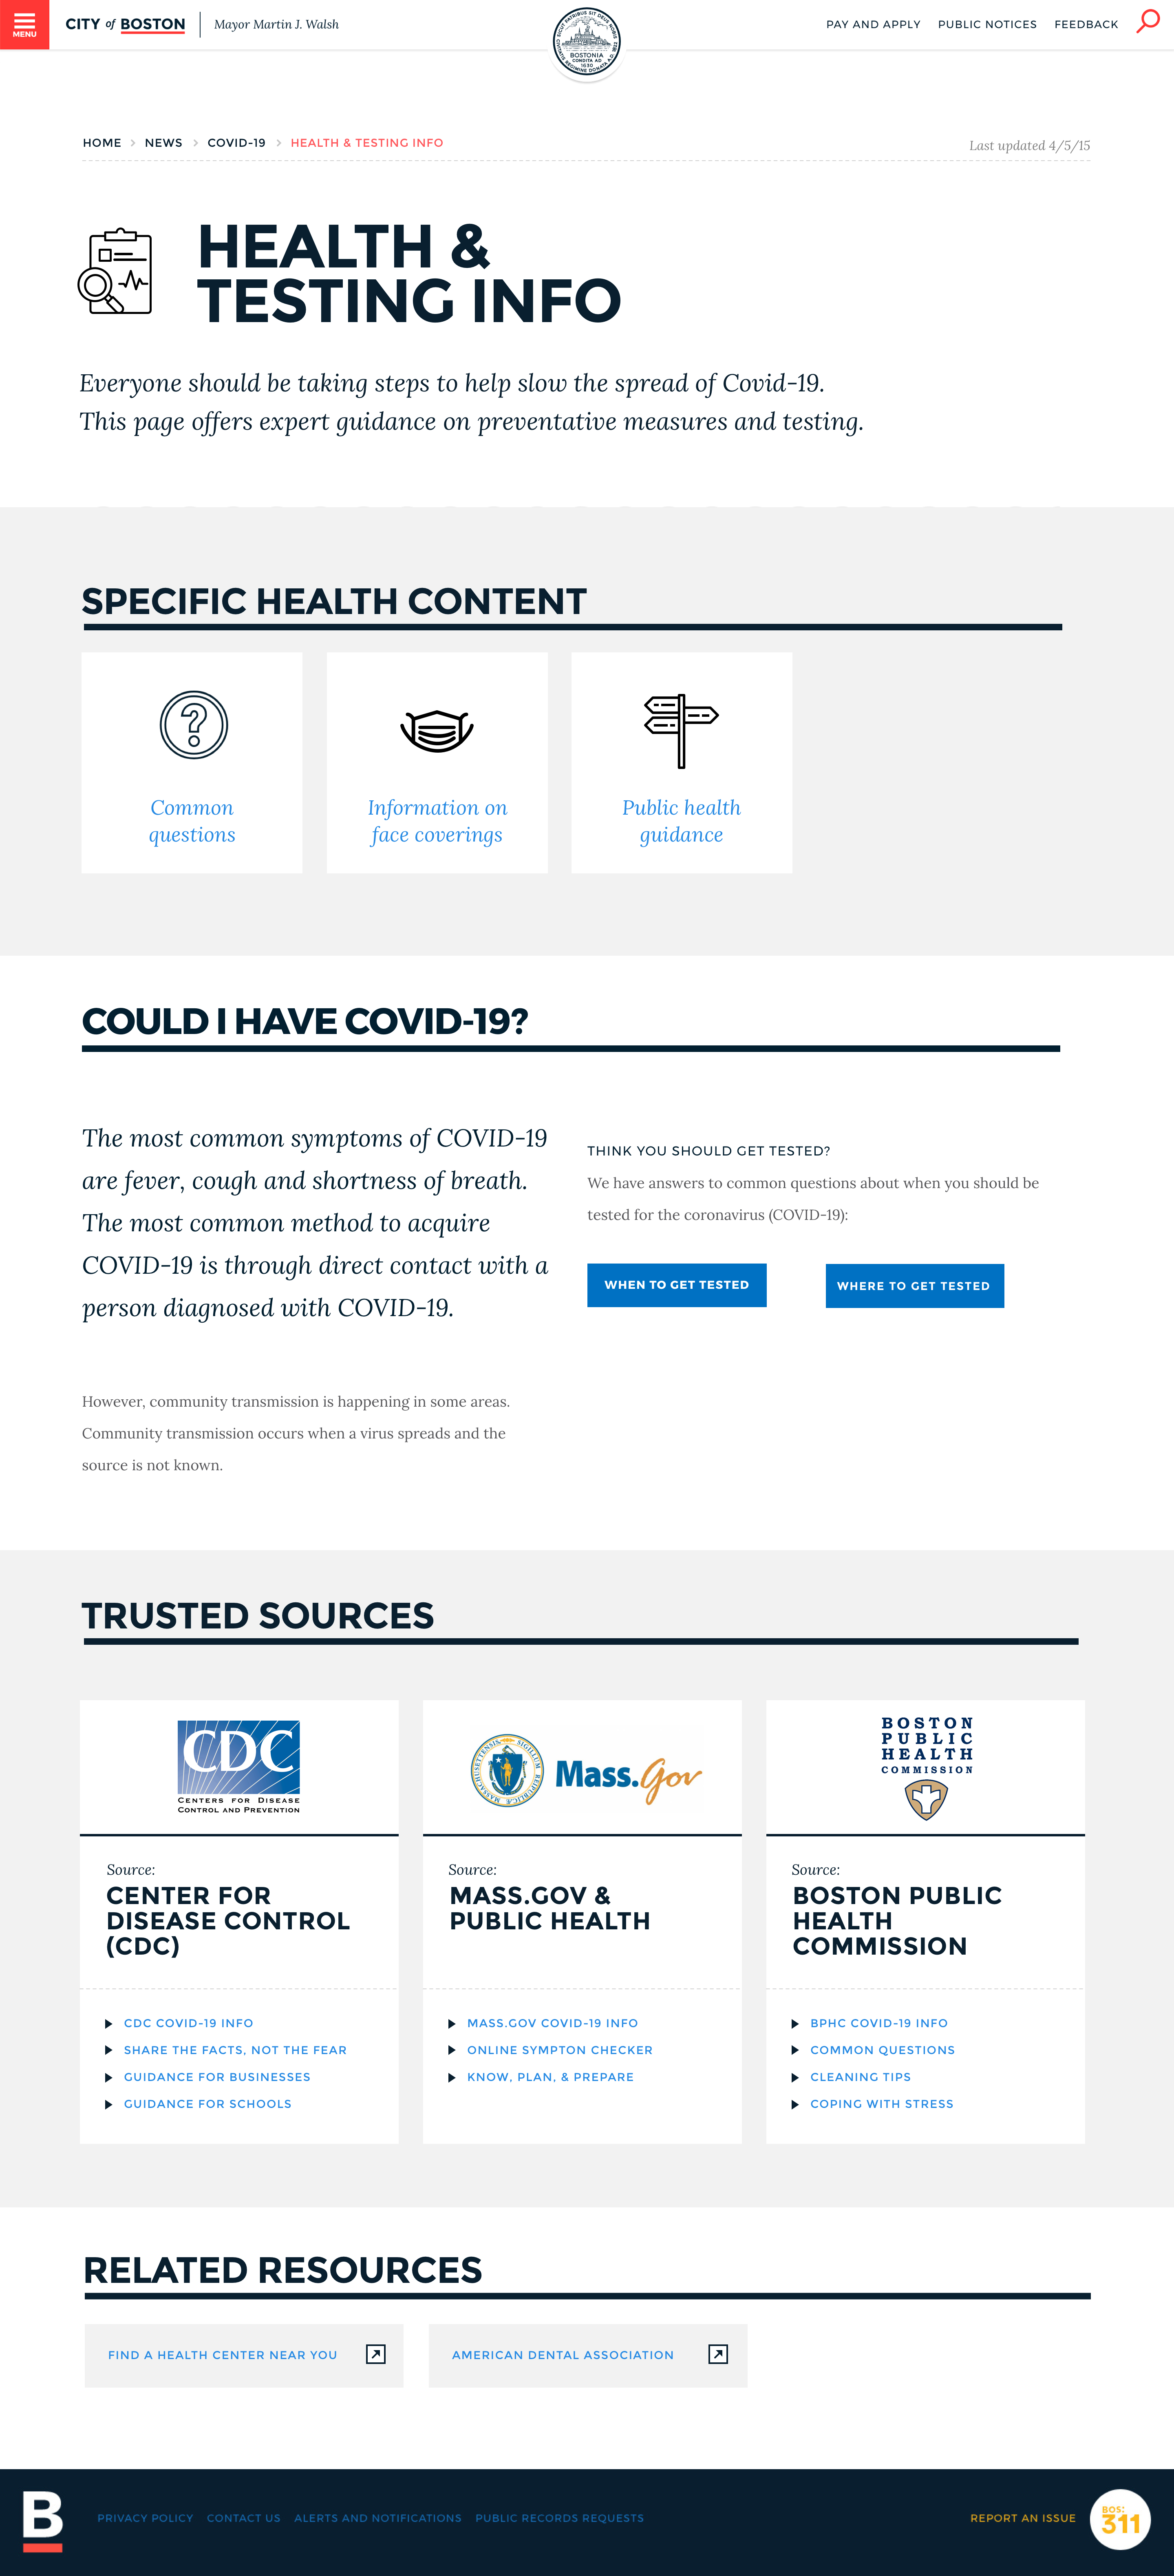 MENU
CITY of BOSTON
Mayor Martin J. Walsh
BOSTONIA
CONDITA AD
1630
PAY AND APPLY
PUBLIC NOTICES
FEEDBACK
HOME > NEWS > COVID-19 > HEALTH & TESTING INFO
Last updated 4/5/15
HEALTH &
TESTING INFO
Everyone should be taking steps to help slow the spread of Covid-19.
This page offers expert guidance on preventative measures and testing.
SPECIFIC HEALTH CONTENT
Common
questions
Information on
face coverings
Public health
guidance
COULD I HAVE COVID-19?
The most common symptoms of COVID-19
are fever, cough and shortness of breath.
The most common method to acquire
COVID-19 is through direct contact with a
person diagnosed with COVID-19.
However, community transmission is happening in some areas.
Community transmission occurs when a virus spreads and the
source is not known.
THINK YOU SHOULD GET TESTED?
We have answers to common questions about when you should be
tested for the coronavirus (COVID-19):
WHEN TO GET TESTED
WHERE TO GET TESTED
TRUSTED SOURCES
CDC
CENTERS FOR DISEASE
CONTROL AND PREVENTION
Source:
CENTER FOR
DISEASE CONTROL
(CDC)
CDC COVID-19 INFO
SHARE THE FACTS, NOT THE FEAR
GUIDANCE FOR BUSINESSES
GUIDANCE FOR SCHOOLS
Mass.Gov
Source:
MASS.GOV &
PUBLIC HEALTH
MASS.GOV COVID-19 INFO
ONLINE SYMPTON CHECKER
KNOW, PLAN, & PREPARE
BOSTON
PUBLIC
HEALTH
COMMISSION
Source:
BOSTON PUBLIC
HEALTH
COMMISSION
BPHC COVID-19 INFO
COMMON QUESTIONS
CLEANING TIPS
COPING WITH STRESS
RELATED RESOURCES
FIND A HEALTH CENTER NEAR YOU
AMERICAN DENTAL ASSOCIATION
B
PRIVACY POLICY
CONTACT US
ALERTS AND NOTIFICATIONS
PUBLIC RECORDS REQUESTS
REPORT AN ISSUE
BOS:
311